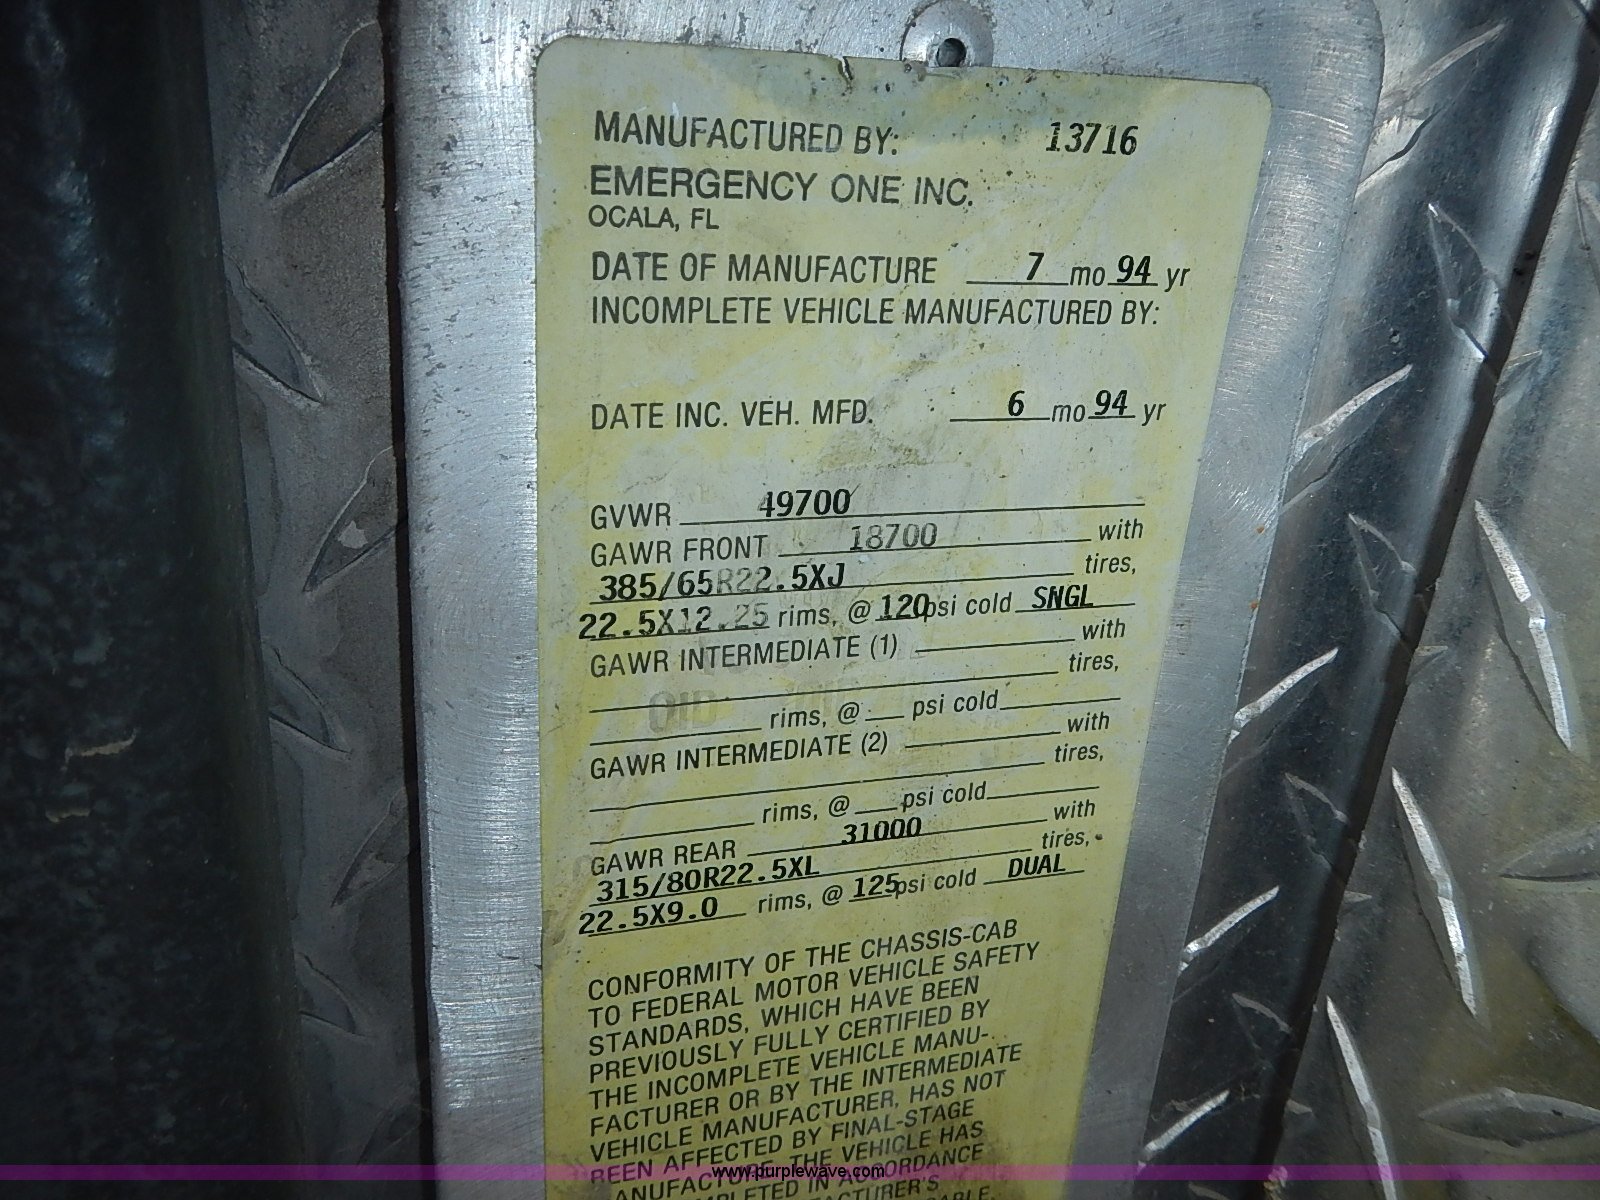 MANUFACTURED BY: 13716
EMERGENCY ONE INC.
OCALA, FL
DATE OF MANUFACTURE 7 mo 94 yr
INCOMPLETE VEHICLE MANUFACTURED BY:
DATE INC. VEH. MFD. 6 mo 94 yr
GVWR 49700
GAWR FRONT 18700 with
385/65R22.5XJ tires,
22.5X12.25 rims, @ 120 psi cold SNGL
GAWR INTERMEDIATE (1) with
tires,
rims, @ psi cold
GAWR INTERMEDIATE (2) with
tires,
rims, @ psi cold
GAWR REAR 31000 with
315/80R22.5XL tires,
22.5X9.0 rims, @ 125 psi cold DUAL
CONFORMITY OF THE CHASSIS-CAB
TO FEDERAL MOTOR VEHICLE SAFETY
STANDARDS, WHICH HAVE BEEN
PREVIOUSLY FULLY CERTIFIED BY
THE INCOMPLETE VEHICLE MANU-
FACTURER OR BY THE INTERMEDIATE
VEHICLE MANUFACTURER, HAS NOT
BEEN AFFECTED BY FINAL-STAGE
MANUFACTURE. THE VEHICLE HAS
IN ACCORDANCE
www.purplewave.com